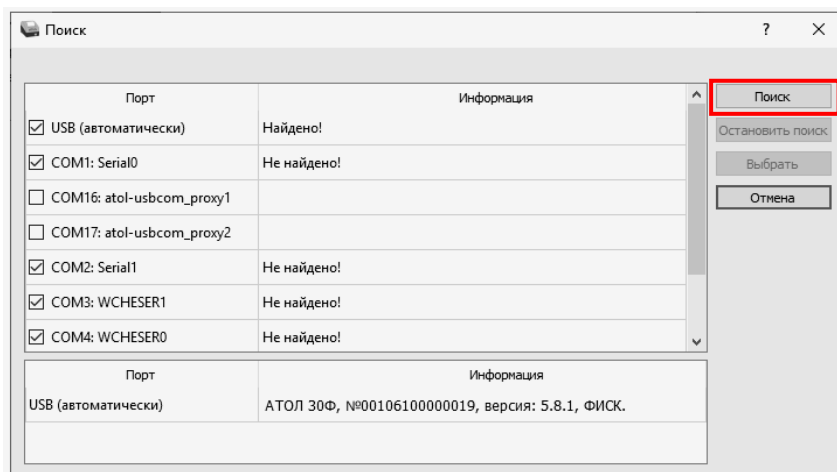 Поиск
?
Порт Информация
USB (автоматически) Найдено!
COM1: Serial0 Не найдено!
COM16: atol-usbcom_proxy1
COM17: atol-usbcom_proxy2
COM2: Serial1 Не найдено!
COM3: WCHESER1 Не найдено!
COM4: WCHESER0 Не найдено!
Порт Информация
USB (автоматически) АТОЛ 30Ф, №00106100000019, версия: 5.8.1, ФИСК.
Поиск
Остановить поиск
Выбрать
Отмена